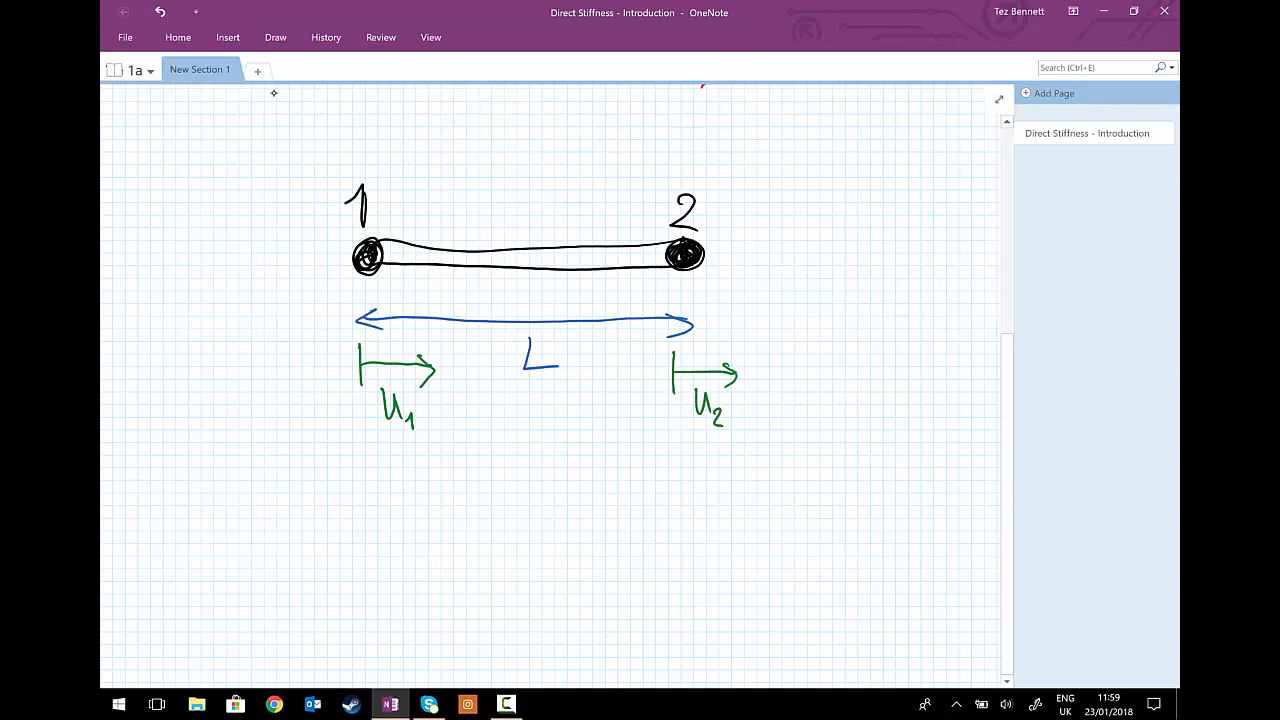 Direct Stiffness - Introduction - OneNote
Tez Bennett
File Home Insert Draw History Review View
1a New Section 1
Search (Ctrl+E)
Add Page
Direct Stiffness - Introduction
1 2
L
u1 u2
ENG
UK
11:59
23/01/2018